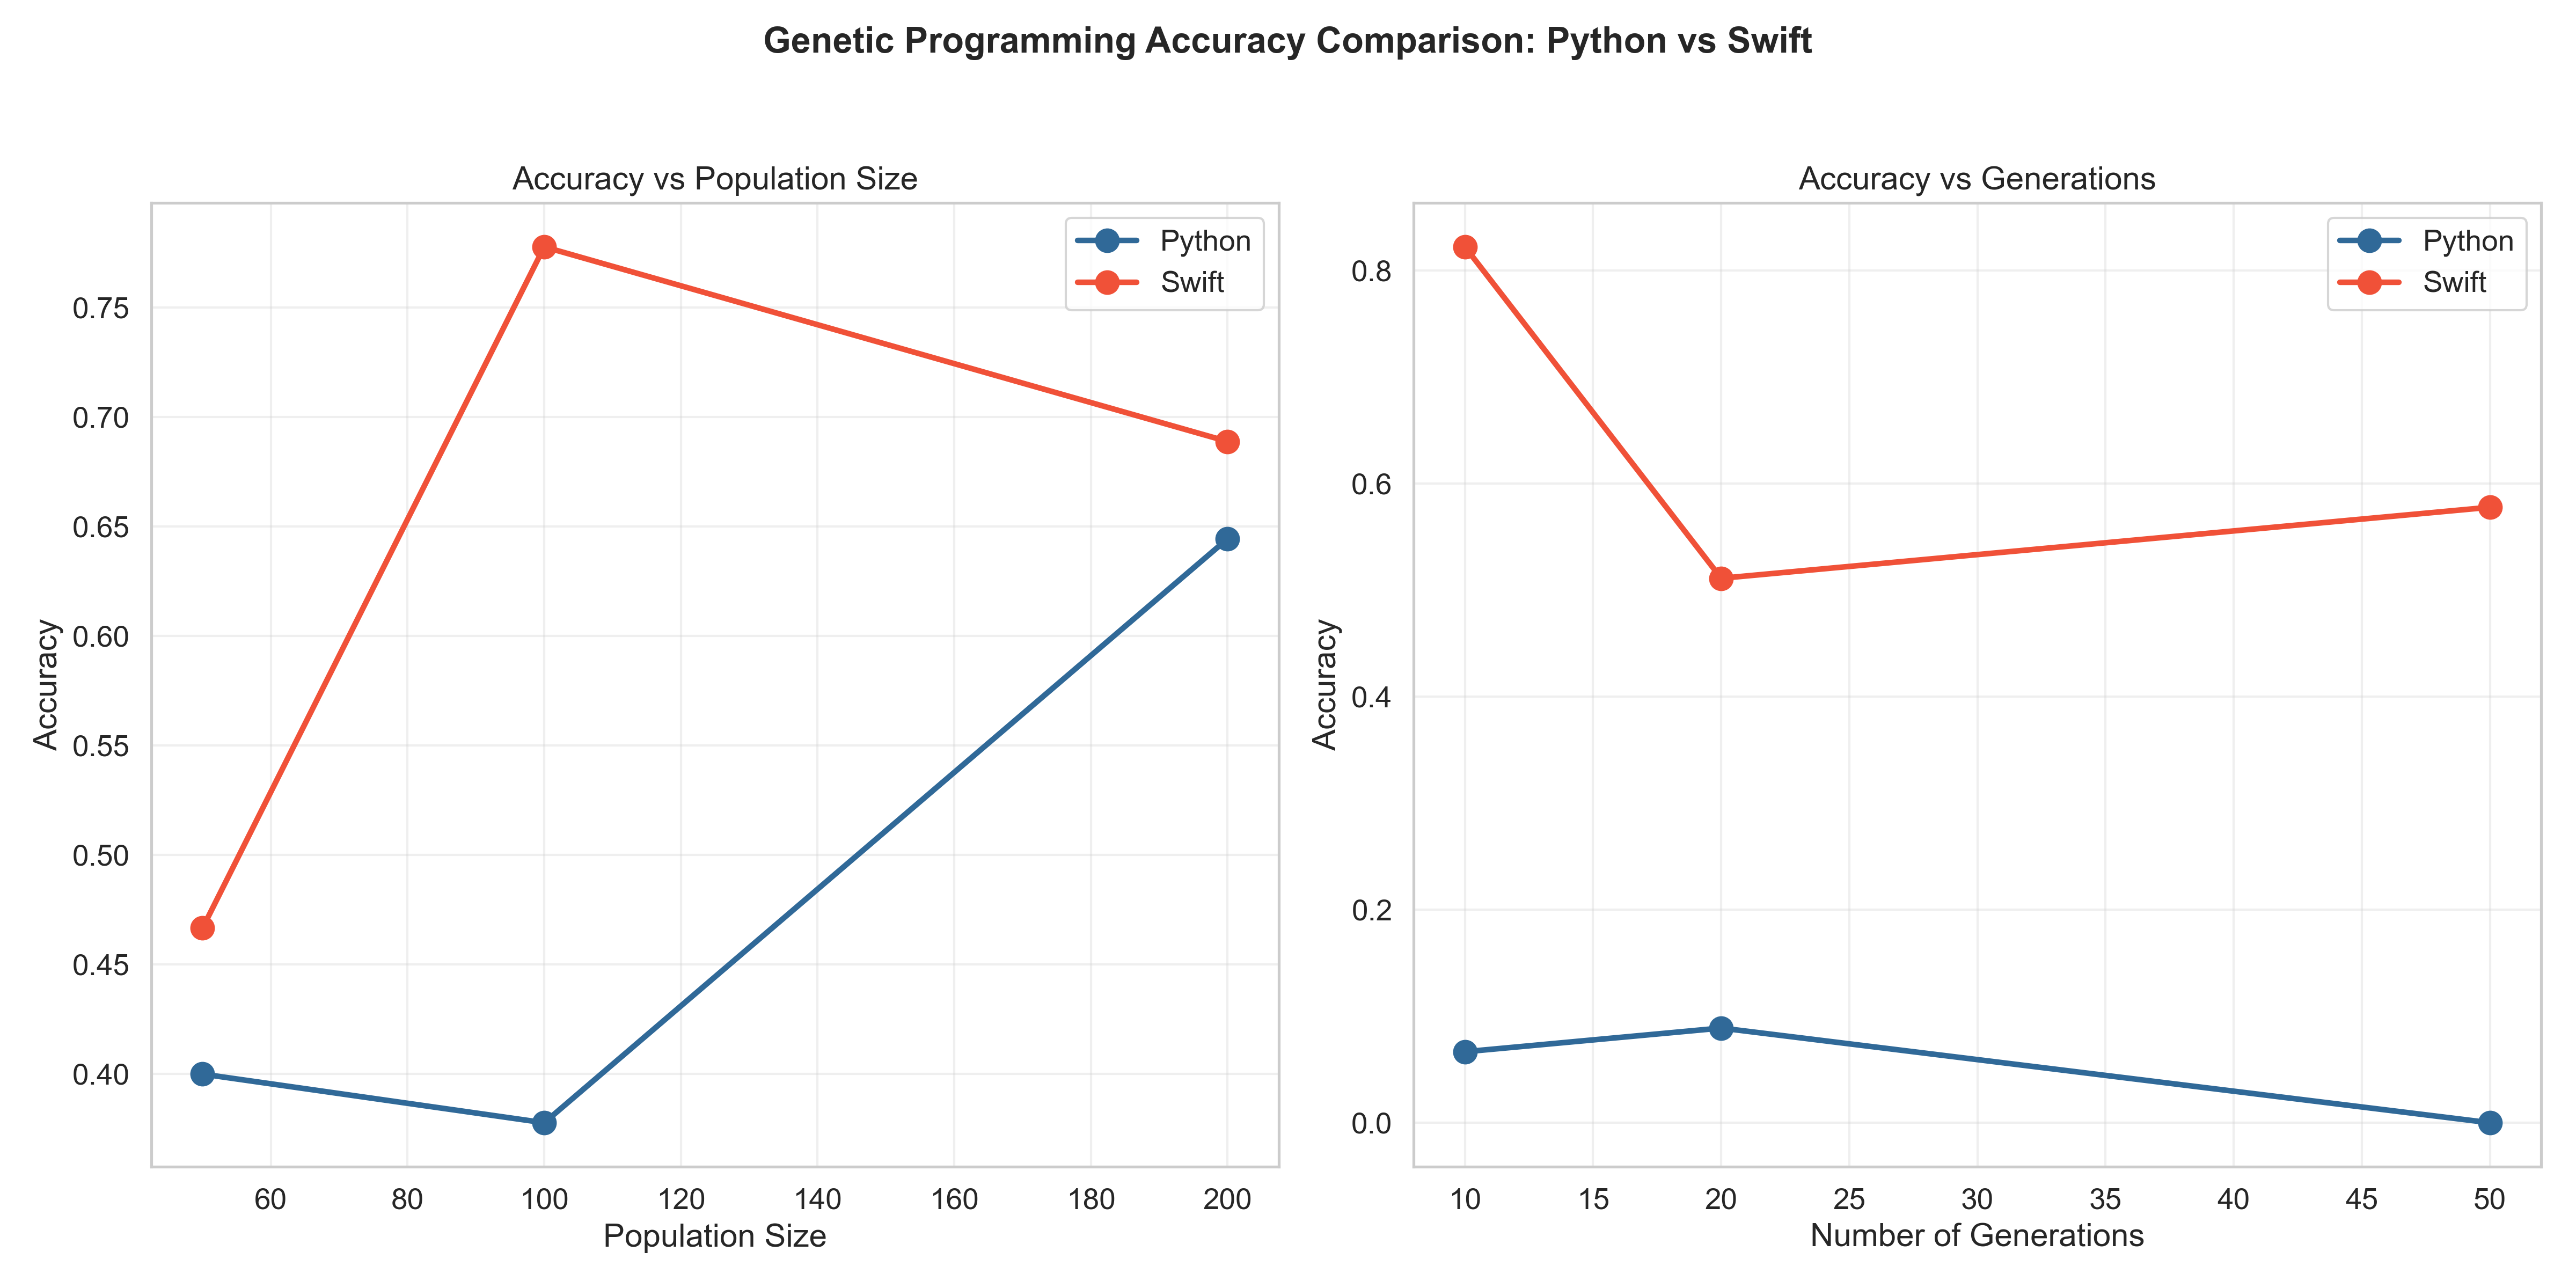 Genetic Programming Accuracy Comparison: Python vs Swift
Accuracy vs Population Size
Python
Swift
0.75
0.70
0.65
0.60
0.55
0.50
0.45
0.40
Accuracy
60 80 100 120 140 160 180 200
Population Size
Accuracy vs Generations
Python
Swift
0.8
0.6
0.4
0.2
0.0
Accuracy
10 15 20 25 30 35 40 45 50
Number of Generations